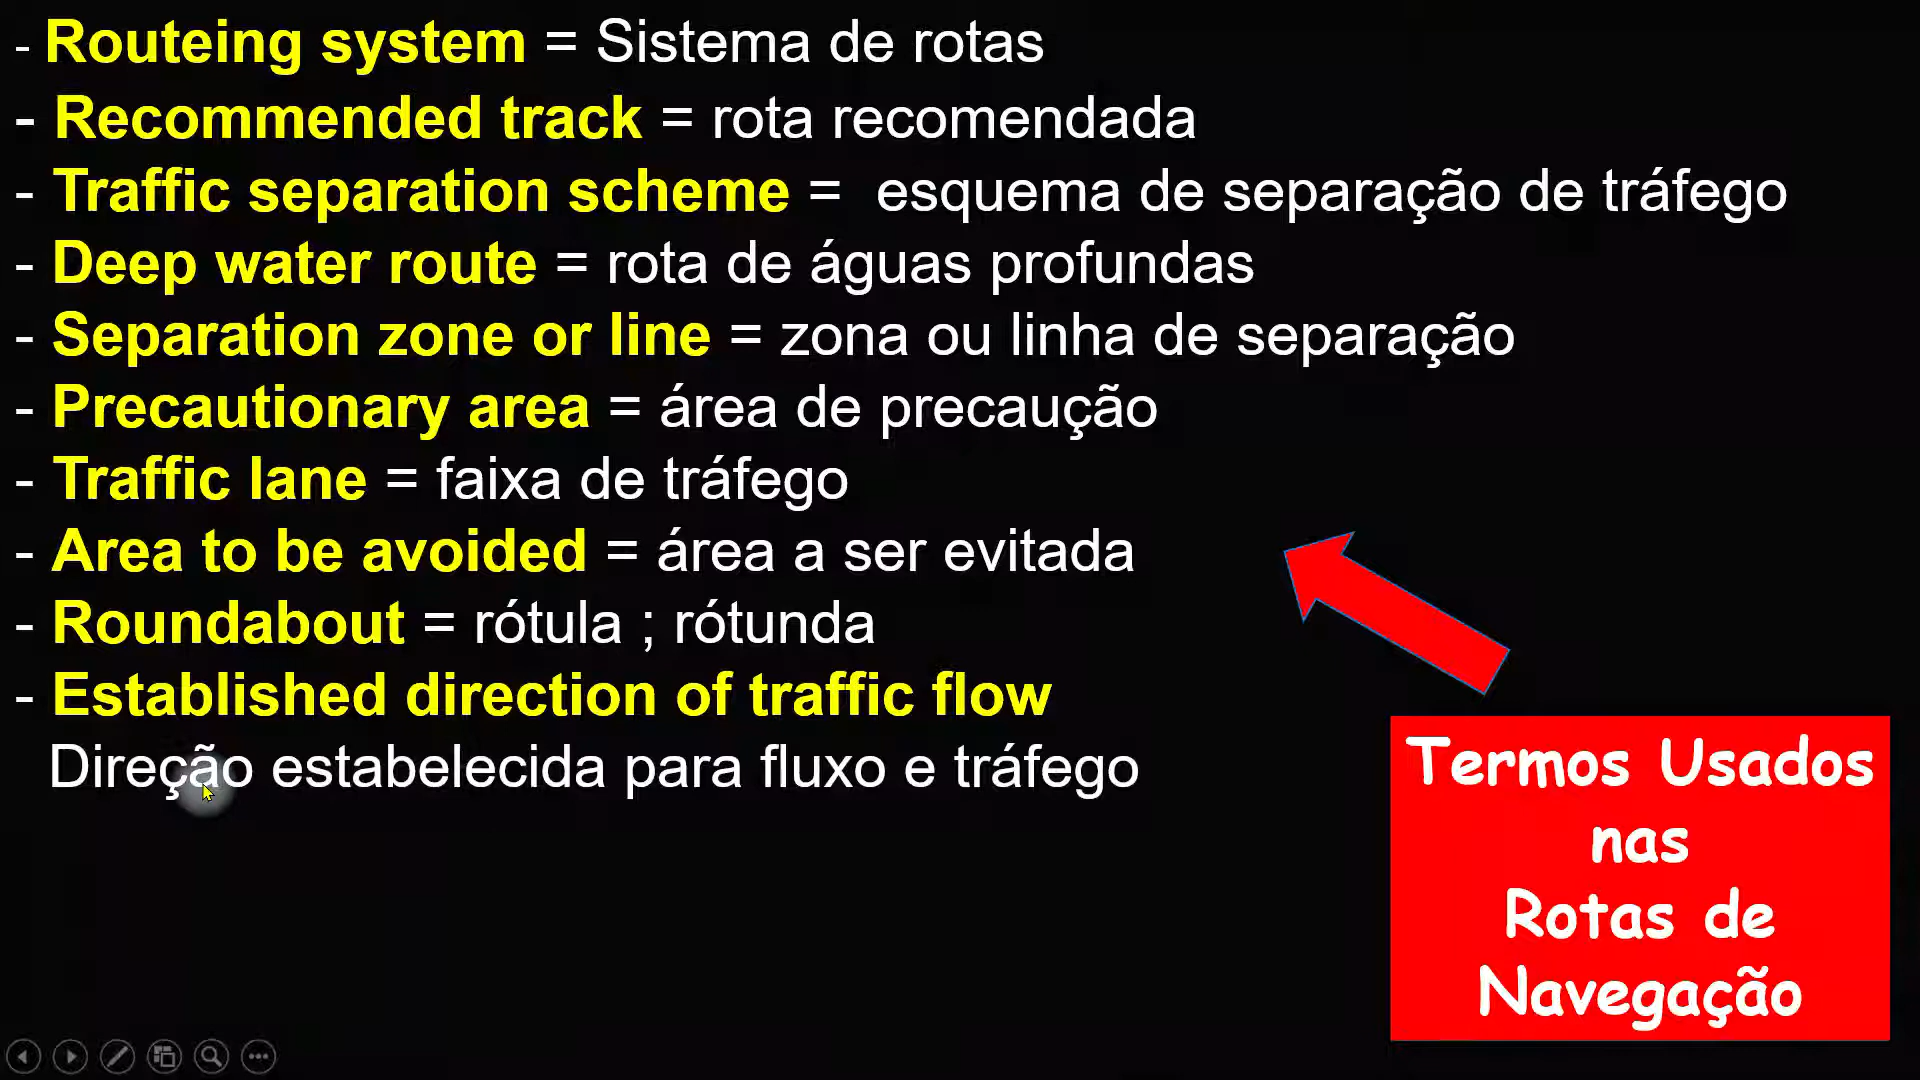 - Routeing system = Sistema de rotas
- Recommended track = rota recomendada
- Traffic separation scheme = esquema de separação de tráfego
- Deep water route = rota de águas profundas
- Separation zone or line = zona ou linha de separação
- Precautionary area = área de precaução
- Traffic lane = faixa de tráfego
- Area to be avoided = área a ser evitada
- Roundabout = rótula ; rótunda
- Established direction of traffic flow
Direção estabelecida para fluxo e tráfego
Termos Usados
nas
Rotas de
Navegação